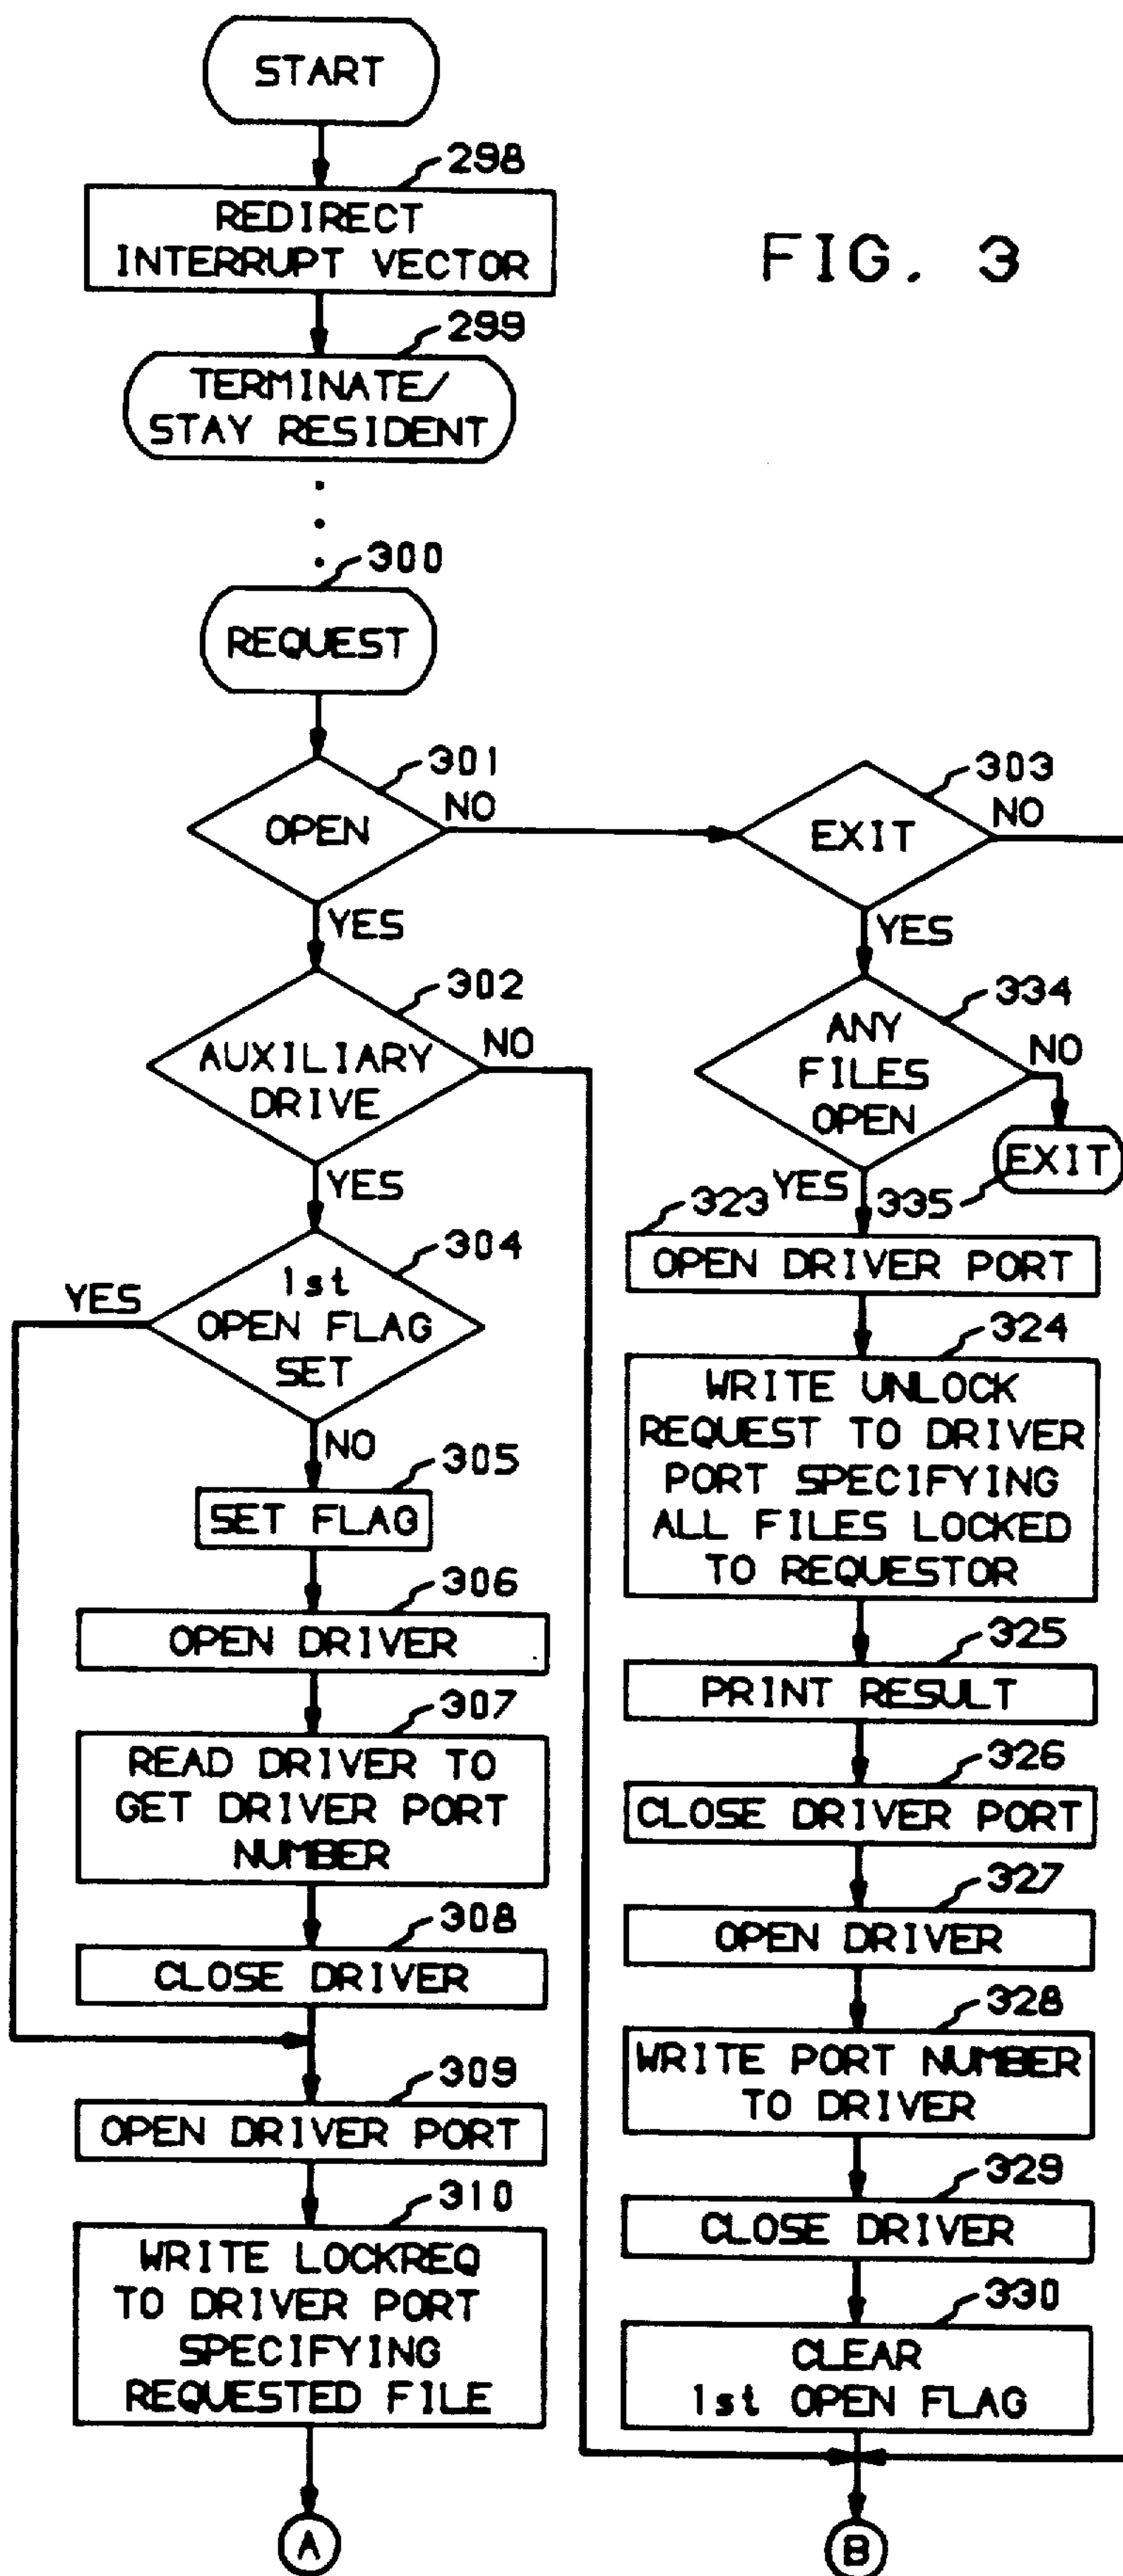 START
298
REDIRECT
INTERRUPT VECTOR
FIG. 3
299
TERMINATE/
STAY RESIDENT
300
REQUEST
301
OPEN
NO
YES
302
AUXILIARY
DRIVE
NO
YES
304
1st
OPEN FLAG
SET
YES
NO
305
SET FLAG
306
OPEN DRIVER
307
READ DRIVER TO
GET DRIVER PORT
NUMBER
308
CLOSE DRIVER
309
OPEN DRIVER PORT
310
WRITE LOCKREQ
TO DRIVER PORT
SPECIFYING
REQUESTED FILE
A
303
EXIT
NO
YES
334
ANY
FILES
OPEN
NO
EXIT
335
YES
323
OPEN DRIVER PORT
324
WRITE UNLOCK
REQUEST TO DRIVER
PORT SPECIFYING
ALL FILES LOCKED
TO REQUESTOR
325
PRINT RESULT
326
CLOSE DRIVER PORT
327
OPEN DRIVER
328
WRITE PORT NUMBER
TO DRIVER
329
CLOSE DRIVER
330
CLEAR
1st OPEN FLAG
B